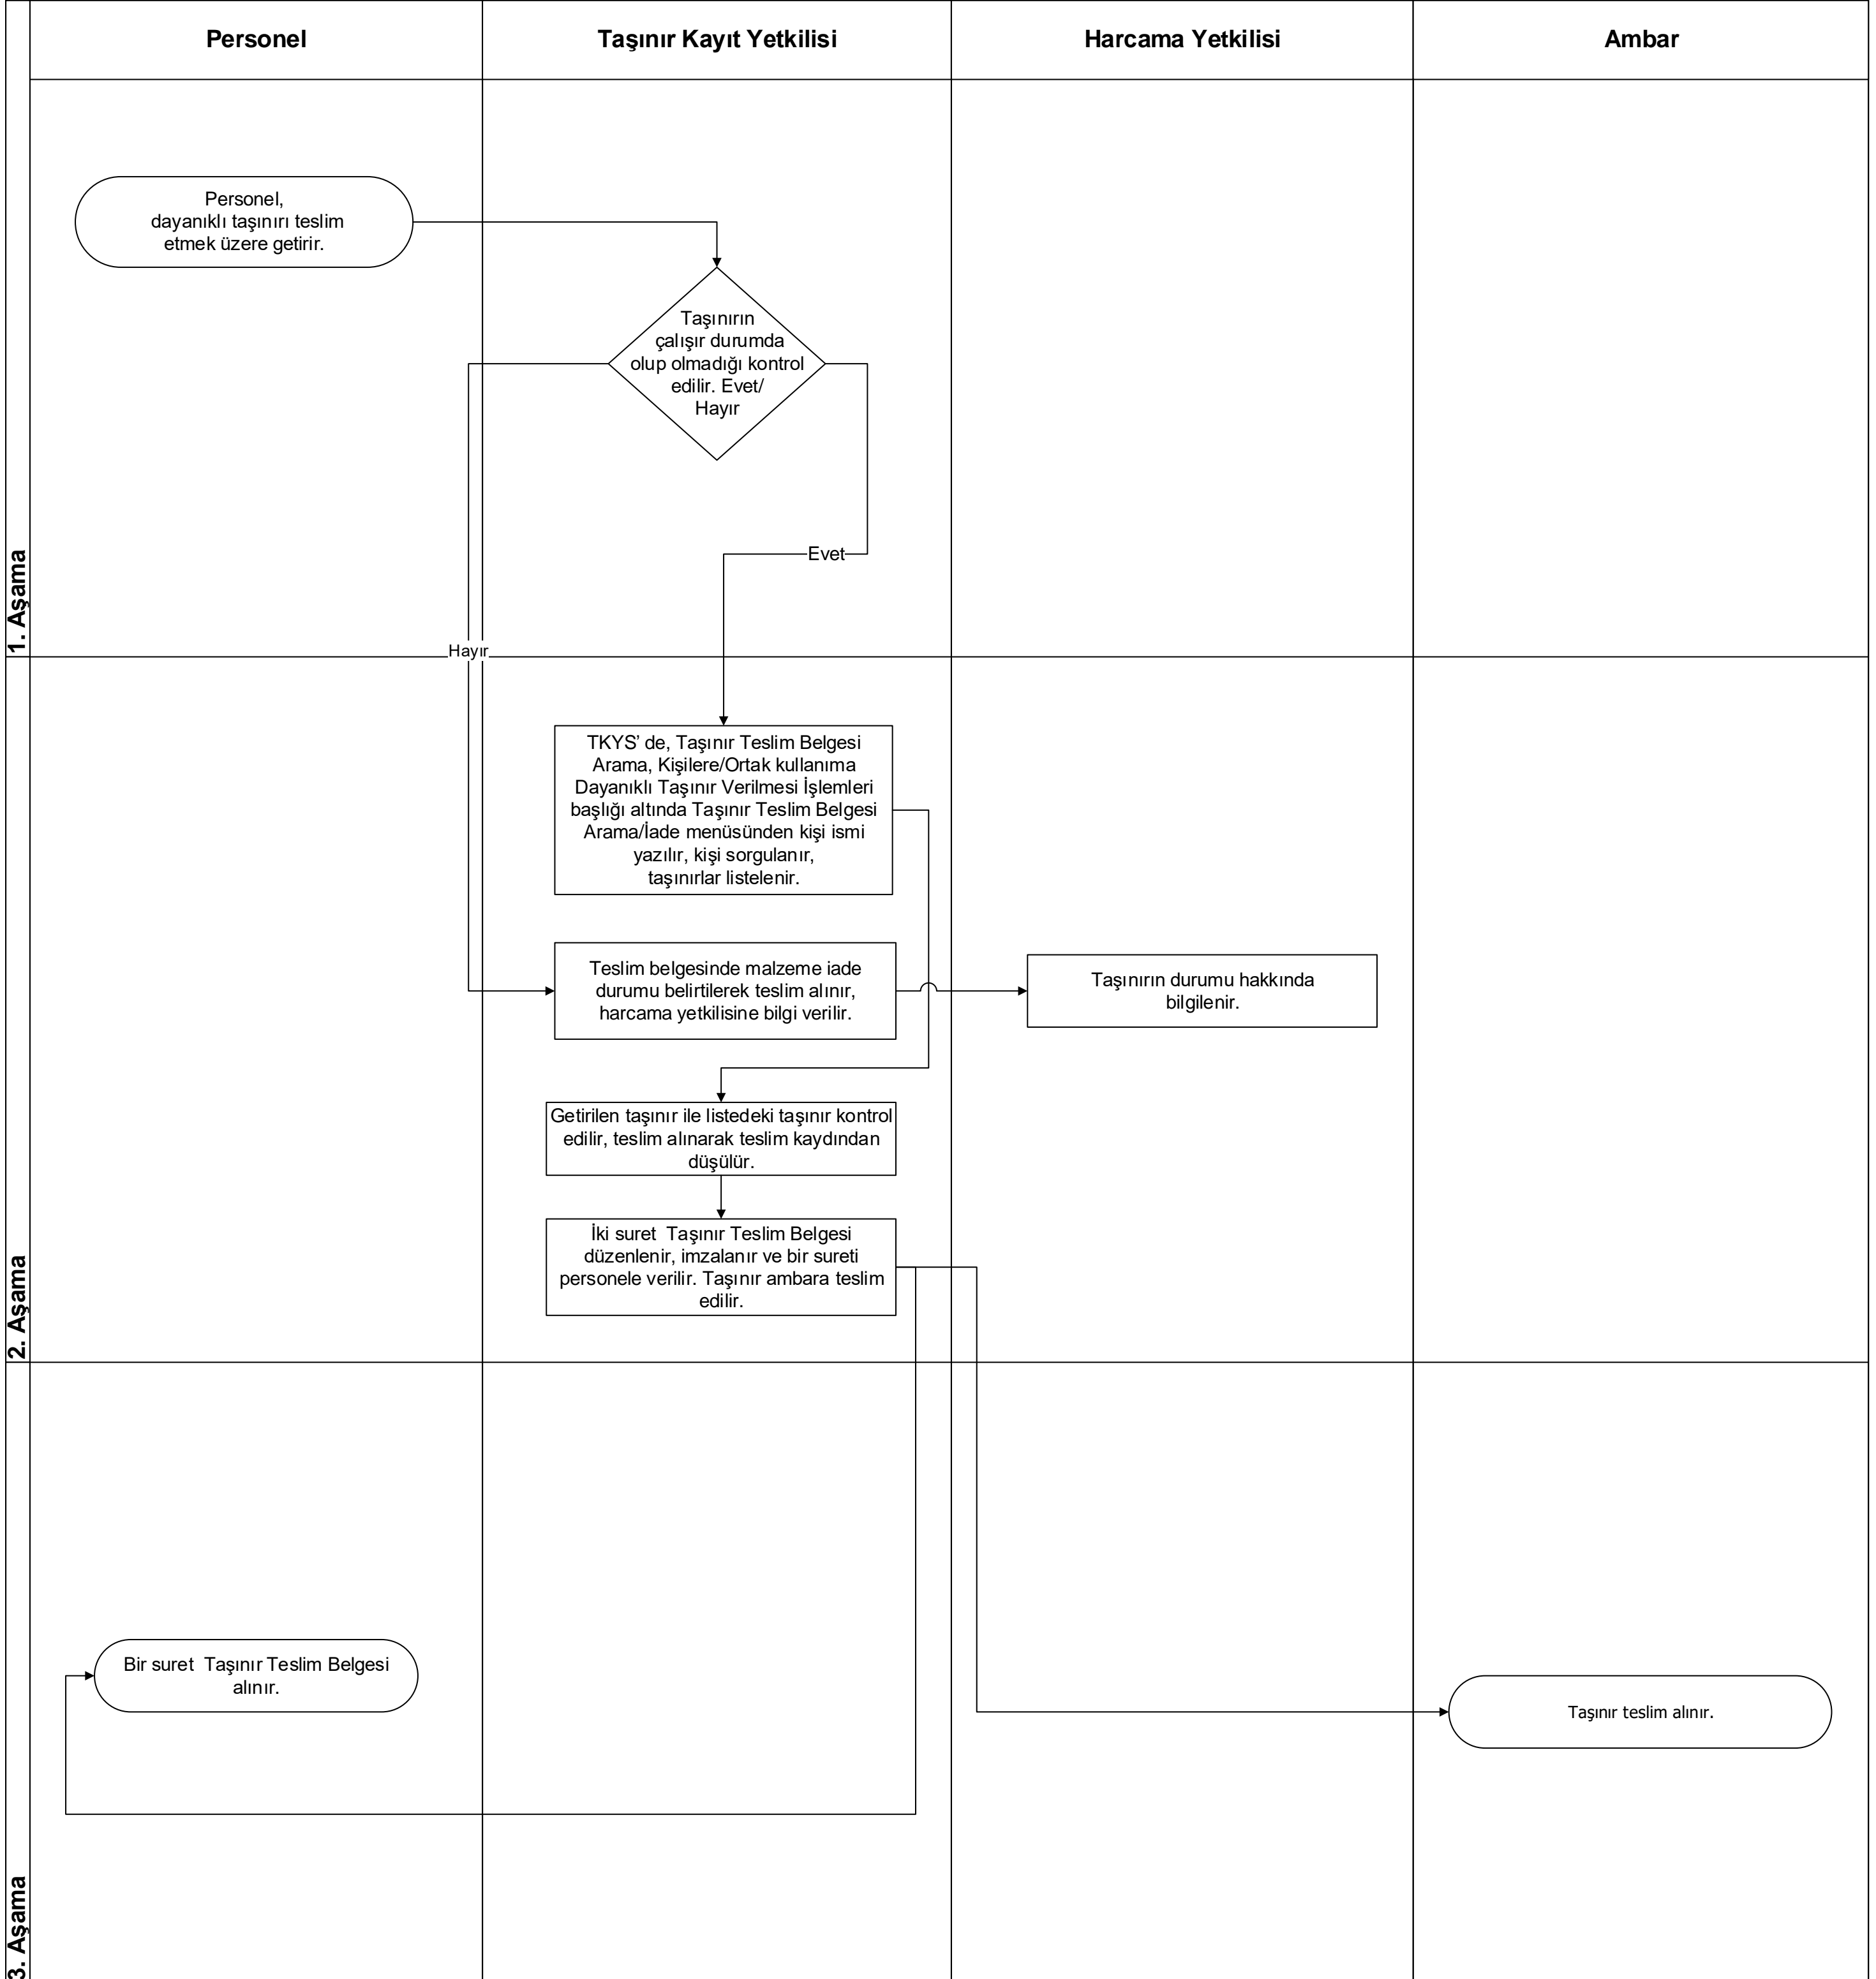 Personel
Taşınır Kayıt Yetkilisi
Harcama Yetkilisi
Ambar
1. Aşama
Personel,
dayanıklı taşınırı teslim
etmek üzere getirir.
Taşınırın
çalışır durumda
olup olmadığı kontrol
edilir. Evet/
Hayır
Evet
Hayır
2. Aşama
TKYS’ de, Taşınır Teslim Belgesi
Arama, Kişilere/Ortak kullanıma
Dayanıklı Taşınır Verilmesi İşlemleri
başlığı altında Taşınır Teslim Belgesi
Arama/İade menüsünden kişi ismi
yazılır, kişi sorgulanır,
taşınırlar listelenir.
Teslim belgesinde malzeme iade
durumu belirtilerek teslim alınır,
harcama yetkilisine bilgi verilir.
Taşınırın durumu hakkında
bilgilenir.
Getirilen taşınır ile listedeki taşınır kontrol
edilir, teslim alınarak teslim kaydından
düşülür.
İki suret  Taşınır Teslim Belgesi
düzenlenir, imzalanır ve bir sureti
personele verilir. Taşınır ambara teslim
edilir.
3. Aşama
Bir suret  Taşınır Teslim Belgesi
alınır.
Taşınır teslim alınır.